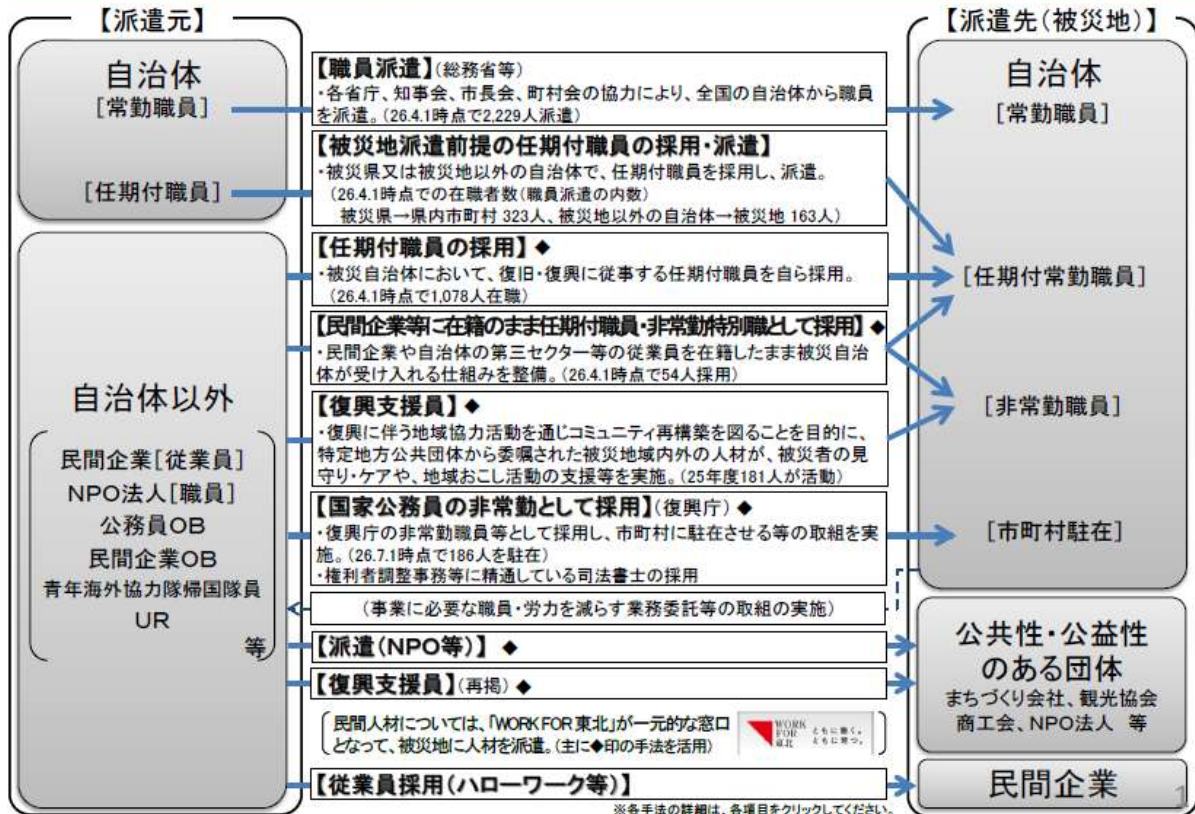 【派遣元】
自治体
[常勤職員]
[任期付職員]
自治体以外
民間企業[従業員]
NPO法人[職員]
公務員OB
民間企業OB
青年海外協力隊帰国隊員
UR
等
【職員派遣】(総務省等)
・各省庁、知事会、市長会、町村会の協力により、全国の自治体から職員
を派遣。(26.4.1時点で2,229人派遣)
【被災地派遣前提の任期付職員の採用・派遣】
・被災県又は被災地以外の自治体で、任期付職員を採用し、派遣。
(26.4.1時点での在職者数(職員派遣の内数)
被災県→県内市町村 323人、被災地以外の自治体→被災地 163人)
【任期付職員の採用】◆
・被災自治体において、復旧・復興に従事する任期付職員を自ら採用。
(26.4.1時点で1,078人在職)
【民間企業等に在籍のまま任期付職員・非常勤特別職として採用】◆
・民間企業や自治体の第三セクター等の従業員を在籍したまま被災自治
体が受け入れる仕組みを整備。(26.4.1時点で54人採用)
【復興支援員】◆
・復興に伴う地域協力活動を通じコミュニティ再構築を図ることを目的に、
特定地方公共団体から委嘱された被災地域内外の人材が、被災者の見
守り・ケアや、地域おこし活動の支援等を実施。(25年度181人が活動)
【国家公務員の非常勤として採用】(復興庁)◆
・復興庁の非常勤職員等として採用し、市町村に駐在させる等の取組を実
施。(26.7.1時点で186人を駐在)
・権利者調整事務等に精通している司法書士の採用
(事業に必要な職員・労力を減らす業務委託等の取組の実施)
【派遣(NPO等)】◆
【復興支援員】(再掲)◆
民間人材については、「WORK FOR 東北」が一元的な窓口
となって、被災地に人材を派遣。(主に◆印の手法を活用)
WORK
FOR
東北
ともに働く。
ともに育つ。
【従業員採用(ハローワーク等)】
※各手法の詳細は、各項目をクリックしてください。
【派遣先(被災地)】
自治体
[常勤職員]
[任期付常勤職員]
[非常勤職員]
[市町村駐在]
公共性・公益性
のある団体
まちづくり会社、観光協会
商工会、NPO法人 等
民間企業
1